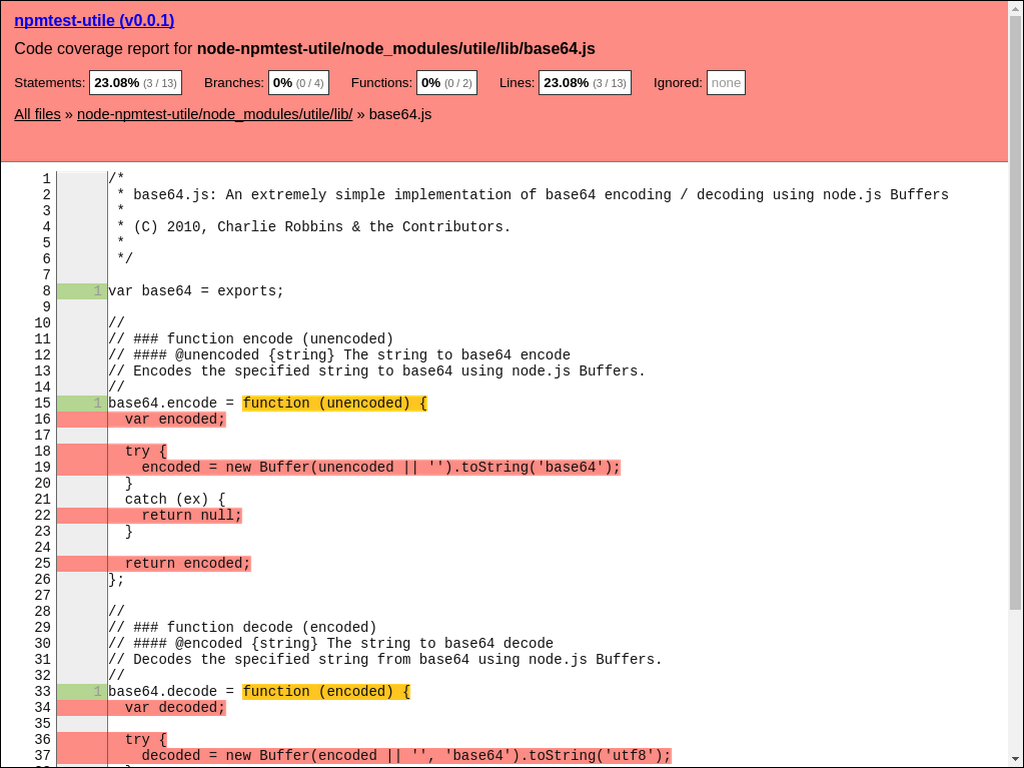 npmtest-utile (v0.0.1)
Code coverage report for node-npmtest-utile/node_modules/utile/lib/base64.js
Statements: 23.08% (3 / 13) Branches: 0% (0 / 4) Functions: 0% (0 / 2) Lines: 23.08% (3 / 13) Ignored: none
All files » node-npmtest-utile/node_modules/utile/lib/ » base64.js
1 /*
2  * base64.js: An extremely simple implementation of base64 encoding / decoding using node.js Buffers
3  *
4  * (C) 2010, Charlie Robbins & the Contributors.
5  *
6  */
7
8 1 var base64 = exports;
9
10 //
11 // ### function encode (unencoded)
12 // #### @unencoded {string} The string to base64 encode
13 // Encodes the specified string to base64 using node.js Buffers.
14 //
15 1 base64.encode = function (unencoded) {
16   var encoded;
17
18   try {
19     encoded = new Buffer(unencoded || '').toString('base64');
20   }
21   catch (ex) {
22     return null;
23   }
24
25   return encoded;
26 };
27
28 //
29 // ### function decode (encoded)
30 // #### @encoded {string} The string to base64 decode
31 // Decodes the specified string from base64 using node.js Buffers.
32 //
33 1 base64.decode = function (encoded) {
34   var decoded;
35
36   try {
37     decoded = new Buffer(encoded || '', 'base64').toString('utf8');